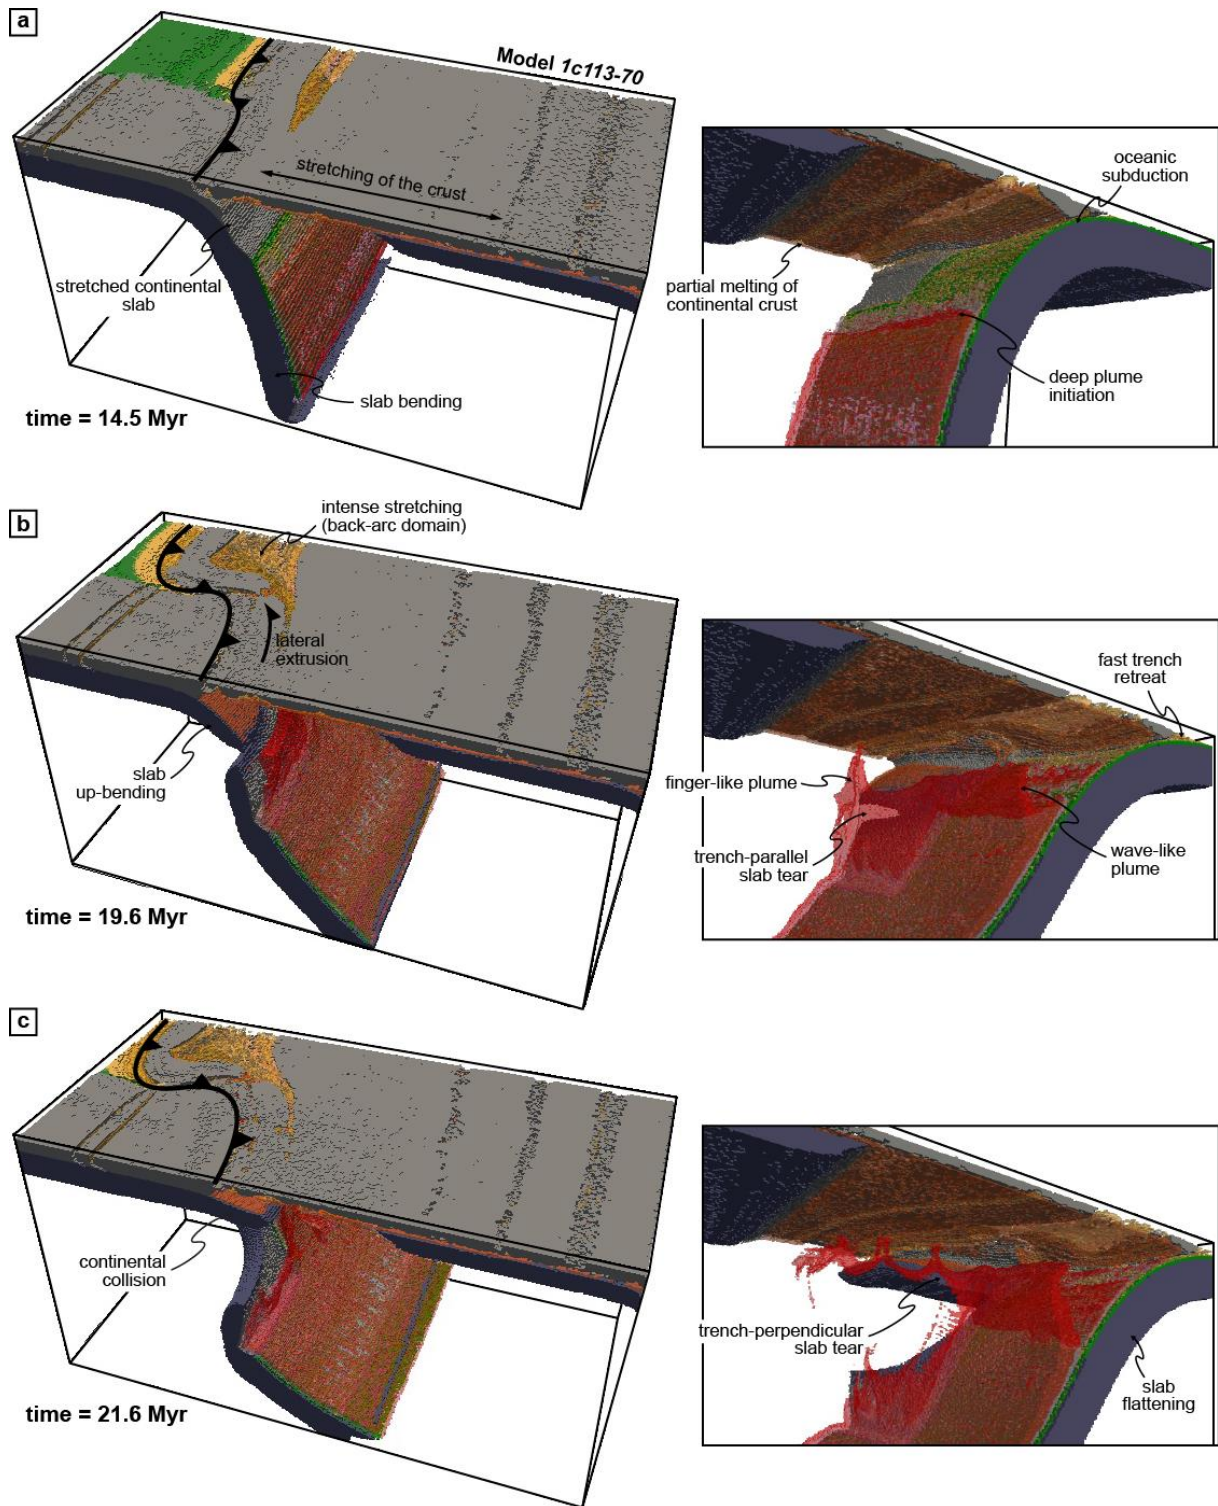 a
Model 1c113-70
stretching of the crust
stretched continental
slab
slab bending
time = 14.5 Myr
oceanic
subduction
partial melting of
continental crust
deep plume
initiation
b
intense stretching
(back-arc domain)
lateral
extrusion
slab
up-bending
time = 19.6 Myr
fast trench
retreat
finger-like plume
trench-parallel
slab tear
wave-like
plume
c
continental
collision
time = 21.6 Myr
trench-perpendicular
slab tear
slab
flattening